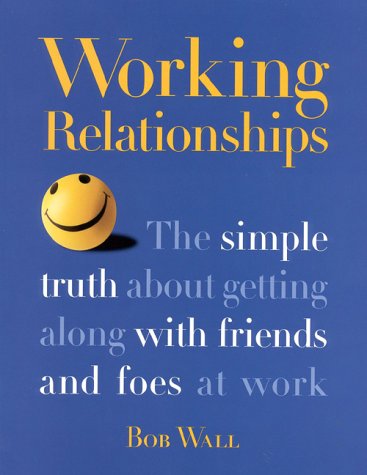 Working
Relationships
The simple
truth about getting
along with friends
and foes at work
Bob Wall